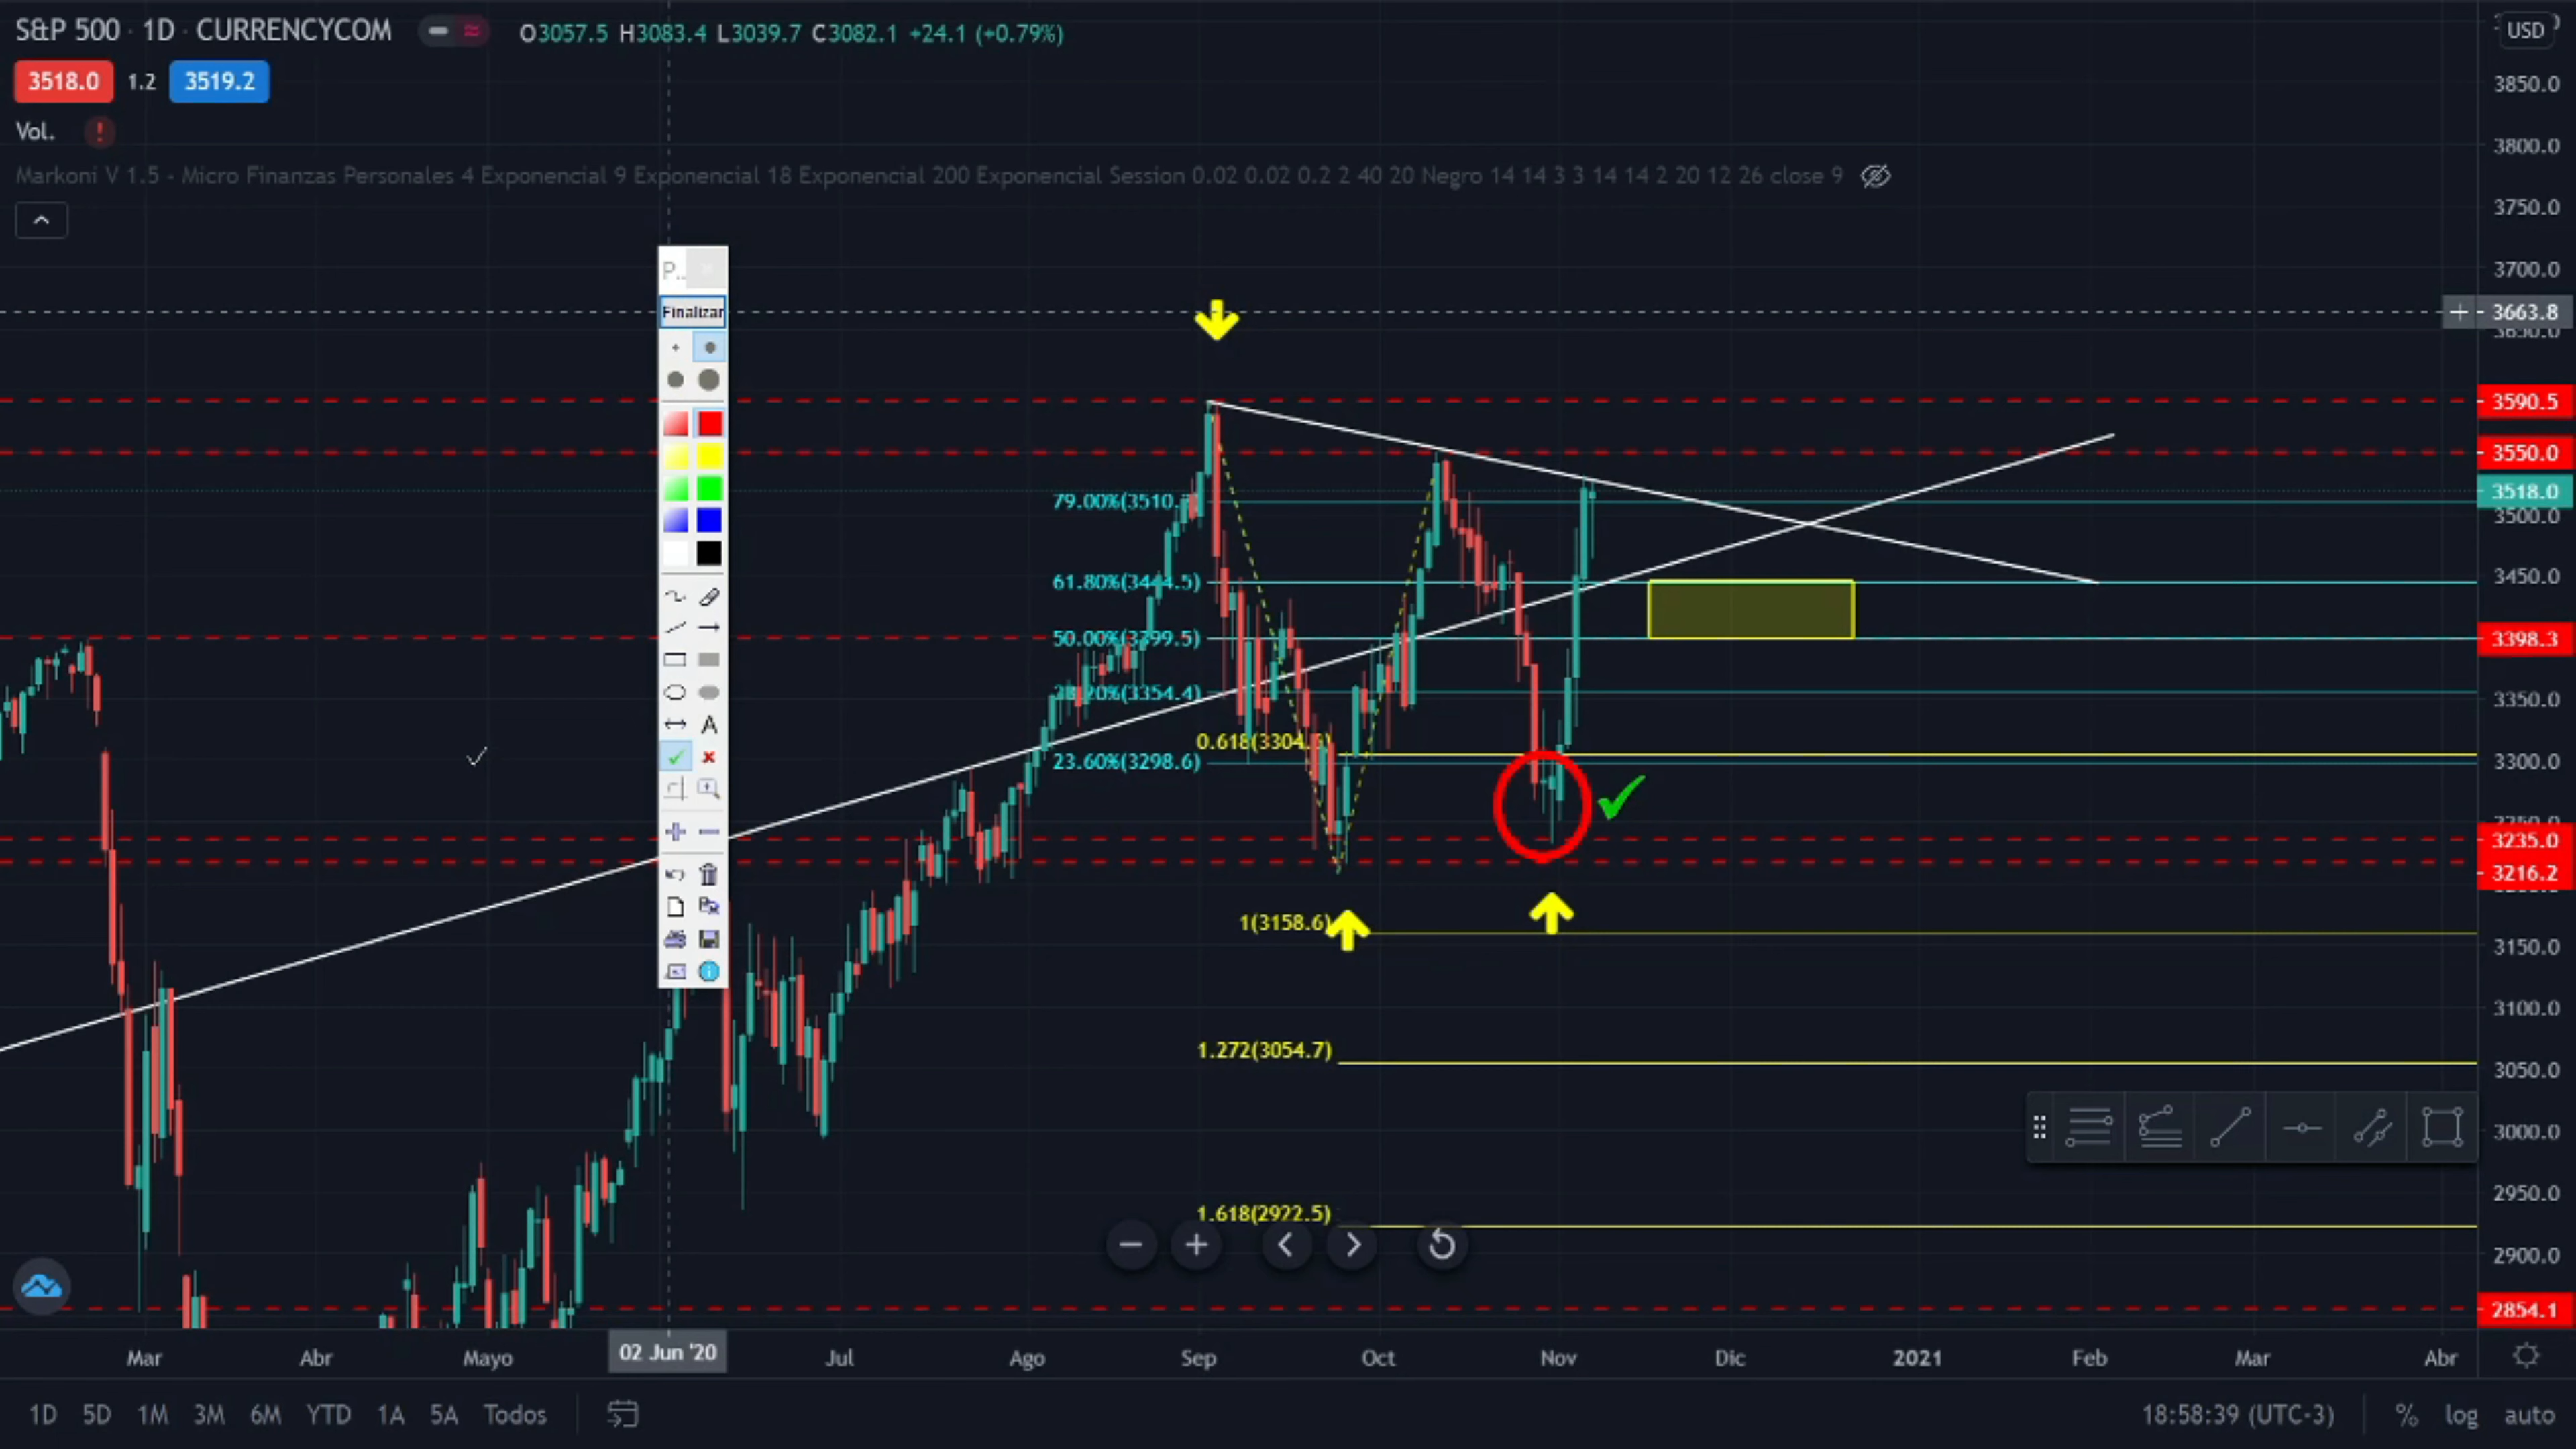 S&P 500 · 1D · CURRENCYCOM
O3057.5 H3083.4 L3039.7 C3082.1 +24.1 (+0.79%)
USD
3518.0 1.2 3519.2
3850.0
Vol.
3800.0
Markoni V 1.5 - Micro Finanzas Personales 4 Exponencial 9 Exponencial 18 Exponencial 200 Exponencial Session 0.02 0.02 0.2 2 40 20 Negro 14 14 3 3 14 14 2 20 12 26 close 9
3750.0
3700.0
P..
Finalizar
3663.8
3650.0
3590.5
3550.0
79.00%(3510.
3518.0
3500.0
61.80%(3444.5)
3450.0
50.00%(3399.5)
3398.3
38.20%(3354.4)
3350.0
A
0.618(3304.
23.60%(3298.6)
3300.0
3250.0
3235.0
3216.2
1(3158.6)
3150.0
3100.0
1.272(3054.7)
3050.0
3000.0
2950.0
1.618(2922.5)
2900.0
2854.1
Mar Abr Mayo 02 Jun '20 Jul Ago Sep Oct Nov Dic 2021 Feb Mar Abr
1D 5D 1M 3M 6M YTD 1A 5A Todos
18:58:39 (UTC-3) % log auto